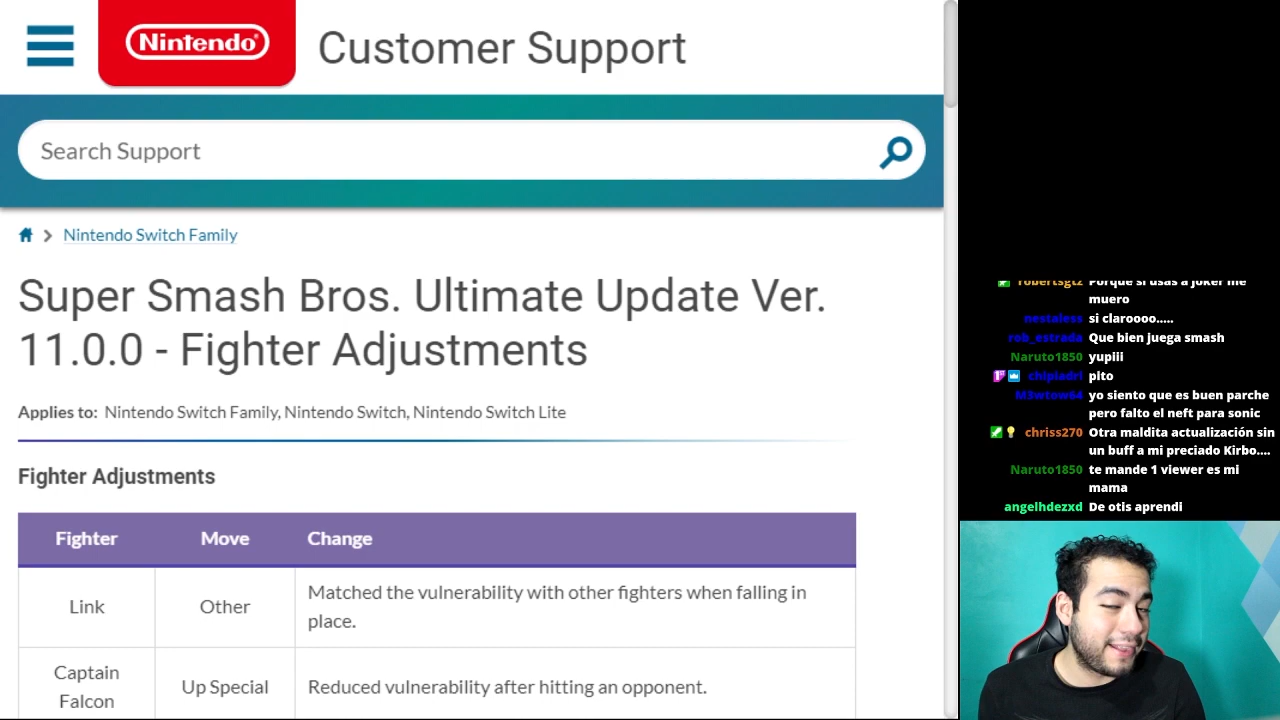 Nintendo
Customer Support
Search Support
Nintendo Switch Family
Super Smash Bros. Ultimate Update Ver.
11.0.0 - Fighter Adjustments
Applies to: Nintendo Switch Family, Nintendo Switch, Nintendo Switch Lite
Fighter Adjustments
Fighter Move Change
Link Other Matched the vulnerability with other fighters when falling in
place.
Captain
Falcon Up Special Reduced vulnerability after hitting an opponent.
robertsgt2 Porque si usas a joker me
muero
nestaless si claroooo.....
rob_estrada Que bien juega smash
Naruto1850 yupiii
chipiadri pito
M3wtow64 yo siento que es buen parche
pero falto el neft para sonic
chriss270 Otra maldita actualización sin
un buff a mi preciado Kirbo....
Naruto1850 te mande 1 viewer es mi
mama
angelhdezxd De otis aprendi